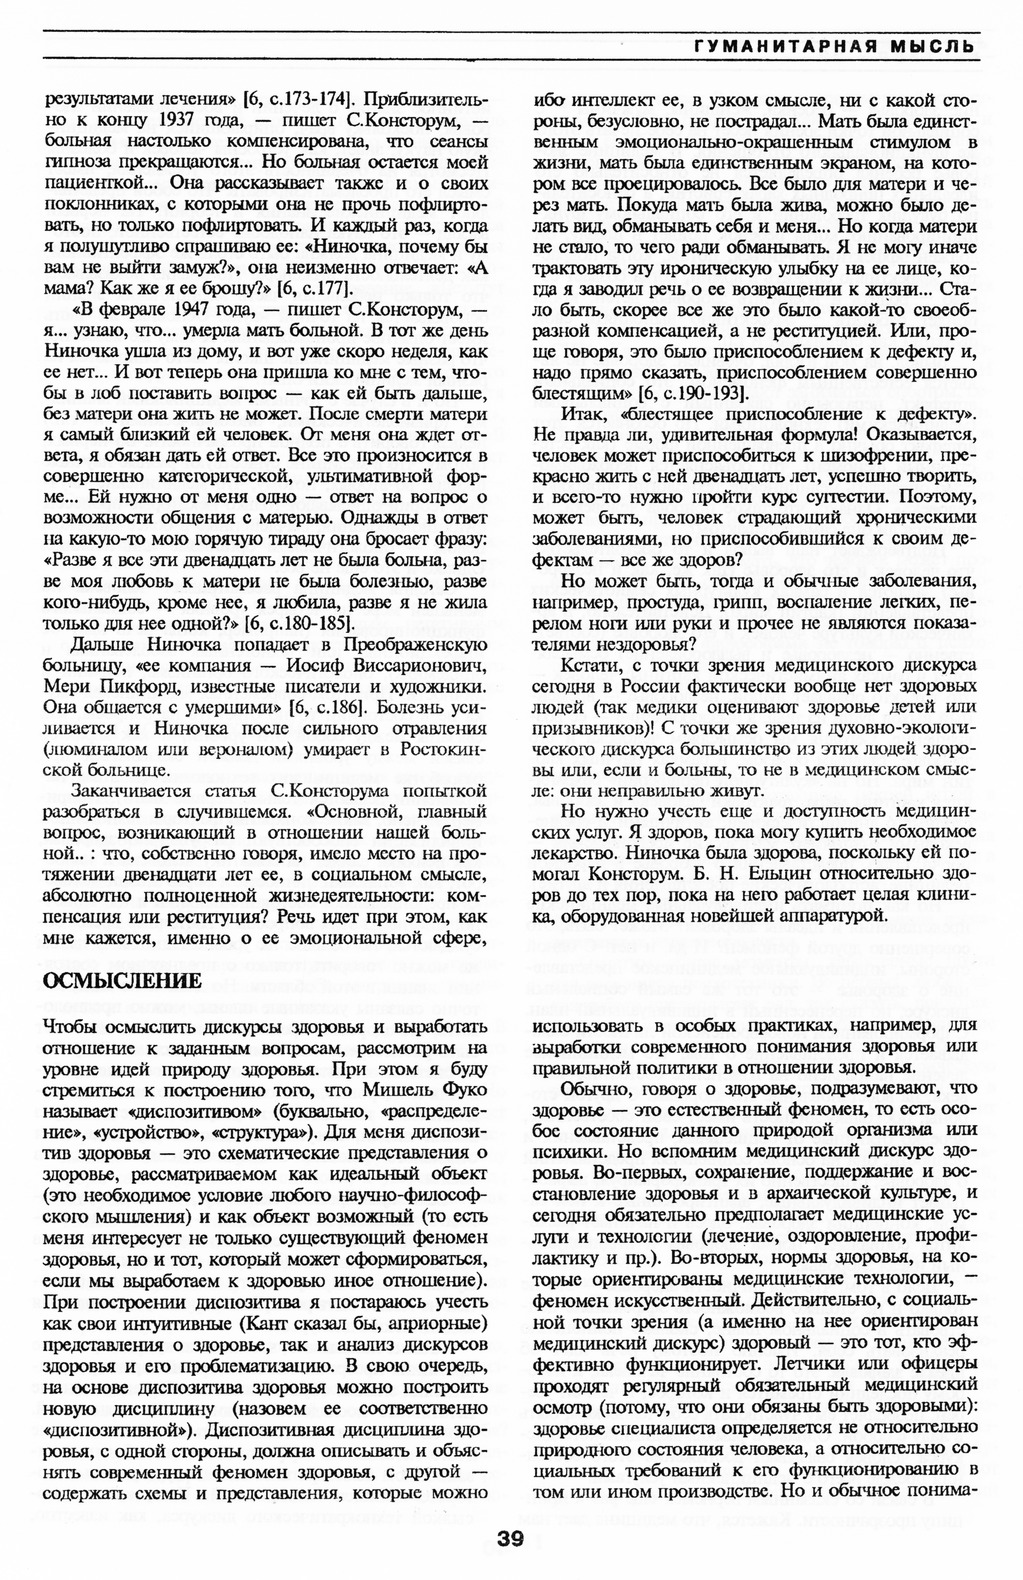 ГУМАНИТАРНАЯ МЫСЛЬ
результатами лечения» [6, с.173-174]. Приблизитель-
но к концу 1937 года, — пишет С.Консторум, —
больная настолько компенсирована, что сеансы
гипноза прекращаются... Но больная остается моей
пациенткой... Она рассказывает также и о своих
поклонниках, с которыми она не прочь пофлирто-
вать, но только пофлиртовать. И каждый раз, когда
я полушутливо спрашиваю ее: «Ниночка, почему бы
вам не выйти замуж?», она неизменно отвечает: «А
мама? Как же я ее брошу?» [6, с.177].
«В феврале 1947 года, — пишет С.Консторум, —
я... узнаю, что... умерла мать больной. В тот же день
Ниночка ушла из дому, и вот уже скоро неделя, как
ее нет... И вот теперь она пришла ко мне с тем, что-
бы в лоб поставить вопрос — как ей быть дальше,
без матери она жить не может. После смерти матери
я самый близкий ей человек. От меня она ждет от-
вета, я обязан дать ей ответ. Все это произносится в
совершенно категорической, ультимативной фор-
ме... Ей нужно от меня одно — ответ на вопрос о
возможности общения с матерью. Однажды в ответ
на какую-то мою горячую тираду она бросает фразу:
«Разве я все эти двенадцать лет не была больна, раз-
ве моя любовь к матери не была болезнью, разве
кого-нибудь, кроме нее, я любила, разве я не жила
только для нее одной?» [6, с.180-185].
Дальше Ниночка попадает в Преображенскую
больницу, «ее компания — Иосиф Виссарионович,
Мери Пикфорд, известные писатели и художники.
Она общается с умершими» [6, с.186]. Болезнь уси-
ливается и Ниночка после сильного отравления
(люминалом или вероналом) умирает в Ростокин-
ской больнице.
Заканчивается статья С.Консторума попыткой
разобраться в случившемся. «Основной, главный
вопрос, возникающий в отношении нашей боль-
ной.. : что, собственно говоря, имело место на про-
тяжении двенадцати лет ее, в социальном смысле,
абсолютно полноценной жизнедеятельности: ком-
пенсация или реституция? Речь идет при этом, как
мне кажется, именно о ее эмоциональной сфере,
ибо интеллект ее, в узком смысле, ни с какой сто-
роны, безусловно, не пострадал... Мать была единст-
венным эмоционально-окрашенным стимулом в
жизни, мать была единственным экраном, на кото-
ром все проецировалось. Все было для матери и че-
рез мать. Покуда мать была жива, можно было де-
лать вид, обманывать себя и меня... Но когда матери
не стало, то чего ради обманывать. Я не могу иначе
трактовать эту ироническую улыбку на ее лице, ко-
гда я заводил речь о ее возвращении к жизни... Ста-
ло быть, скорее все же это было какой-то своеоб-
разной компенсацией, а не реституцией. Или, про-
ще говоря, это было приспособлением к дефекту и,
надо прямо сказать, приспособлением совершенно
блестящим» [6, с.190-193].
Итак, «блестящее приспособление к дефекту».
Не правда ли, удивительная формула! Оказывается,
человек может приспособиться к шизофрении, пре-
красно жить с ней двенадцать лет, успешно творить,
и всего-то нужно пройти курс суггестии. Поэтому,
может быть, человек страдающий хроническими
заболеваниями, но приспособившийся к своим де-
фектам — все же здоров?
Но может быть, тогда и обычные заболевания,
например, простуда, грипп, воспаление легких, пе-
релом ноги или руки и прочее не являются показа-
телями нездоровья?
Кстати, с точки зрения медицинского дискурса
сегодня в России фактически вообще нет здоровых
людей (так медики оценивают здоровье детей или
призывников)! С точки же зрения духовно-экологи-
ческого дискурса большинство из этих людей здоро-
вы или, если и больны, то не в медицинском смыс-
ле: они неправильно живут.
Но нужно учесть еще и доступность медицин-
ских услуг. Я здоров, пока могу купить необходимое
лекарство. Ниночка была здорова, поскольку ей по-
могал Консторум. Б. Н. Ельцин относительно здо-
ров до тех пор, пока на него работает целая клини-
ка, оборудованная новейшей аппаратурой.
ОСМЫСЛЕНИЕ
Чтобы осмыслить дискурсы здоровья и выработать
отношение к заданным вопросам, рассмотрим на
уровне идей природу здоровья. При этом я буду
стремиться к построению того, что Мишель Фуко
называет «диспозитивом» (буквально, «распределе-
ние», «устройство», «структура»). Для меня диспози-
тив здоровья — это схематические представления о
здоровье, рассматриваемом как идеальный объект
(это необходимое условие любого научно-философ-
ского мышления) и как объект возможный (то есть
меня интересует не только существующий феномен
здоровья, но и тот, который может сформироваться,
если мы выработаем к здоровью иное отношение).
При построении диспозитива я постараюсь учесть
как свои интуитивные (Кант сказал бы, априорные)
представления о здоровье, так и анализ дискурсов
здоровья и его проблематизацию. В свою очередь,
на основе диспозитива здоровья можно построить
новую дисциплину (назовем ее соответственно
«диспозитивной»). Диспозитивная дисциплина здо-
ровья, с одной стороны, должна описывать и объяс-
нять современный феномен здоровья, с другой —
содержать схемы и представления, которые можно
использовать в особых практиках, например, для
выработки современного понимания здоровья или
правильной политики в отношении здоровья.
Обычно, говоря о здоровье, подразумевают, что
здоровье — это естественный феномен, то есть осо-
бое состояние данного природой организма или
психики. Но вспомним медицинский дискурс здо-
ровья. Во-первых, сохранение, поддержание и вос-
становление здоровья и в архаической культуре, и
сегодня обязательно предполагает медицинские ус-
луги и технологии (лечение, оздоровление, профи-
лактику и пр.). Во-вторых, нормы здоровья, на ко-
торые ориентированы медицинские технологии, —
феномен искусственный. Действительно, с социаль-
ной точки зрения (а именно на нее ориентирован
медицинский дискурс) здоровый — это тот, кто эф-
фективно функционирует. Летчики или офицеры
проходят регулярный обязательный медицинский
осмотр (потому, что они обязаны быть здоровыми):
здоровье специалиста определяется не относительно
природного состояния человека, а относительно со-
циальных требований к его функционированию в
том или ином производстве. Но и обычное понима-
39